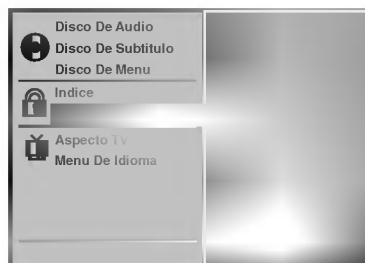 Disco De Audio
Disco De Subtitulo
Disco De Menu
Indice
Aspecto Tv
Menu De Idioma